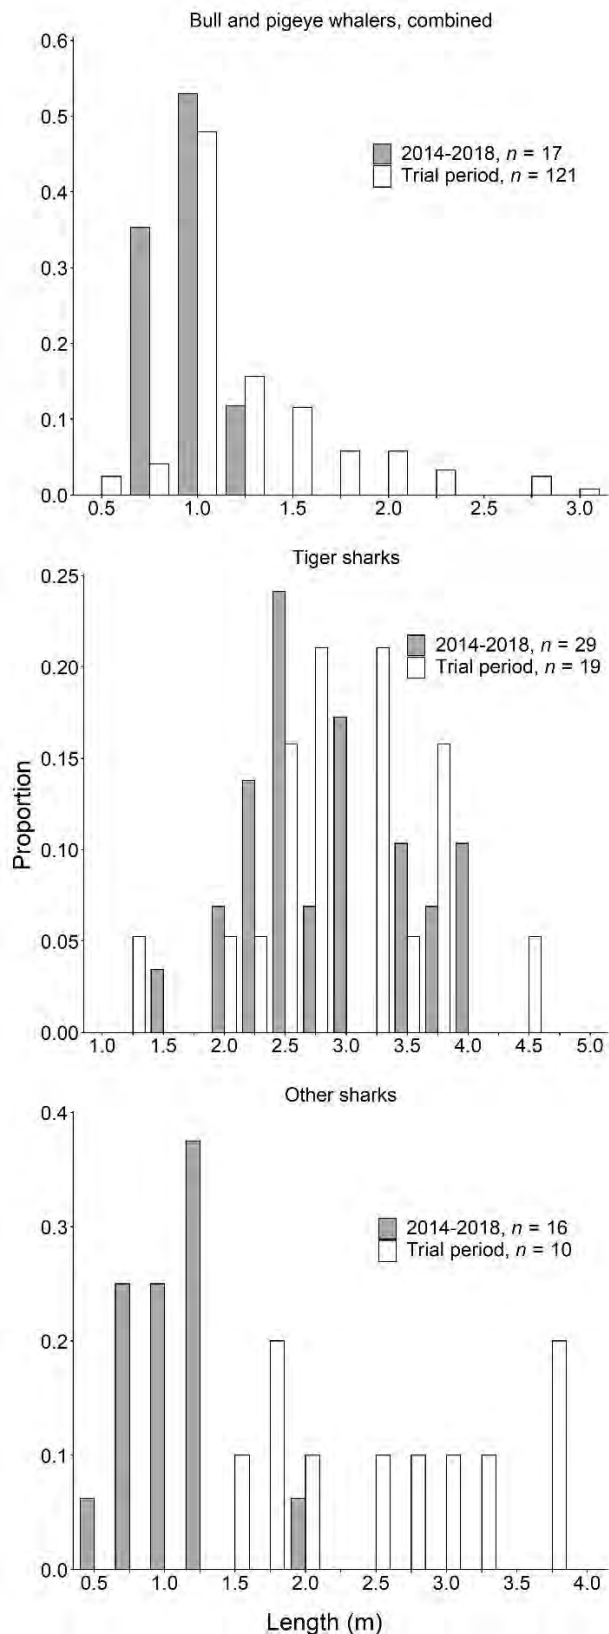 Bull and pigeye whalers, combined
0.6
0.5
0.4
0.3
0.2
0.1
0.0
2014-2018, n = 17
Trial period, n = 121
0.5 1.0 1.5 2.0 2.5 3.0
Tiger sharks
0.25
0.20
0.15
0.10
0.05
0.00
2014-2018, n = 29
Trial period, n = 19
Proportion
1.0 1.5 2.0 2.5 3.0 3.5 4.0 4.5 5.0
Other sharks
0.4
0.3
0.2
0.1
0.0
2014-2018, n = 16
Trial period, n = 10
0.5 1.0 1.5 2.0 2.5 3.0 3.5 4.0
Length (m)